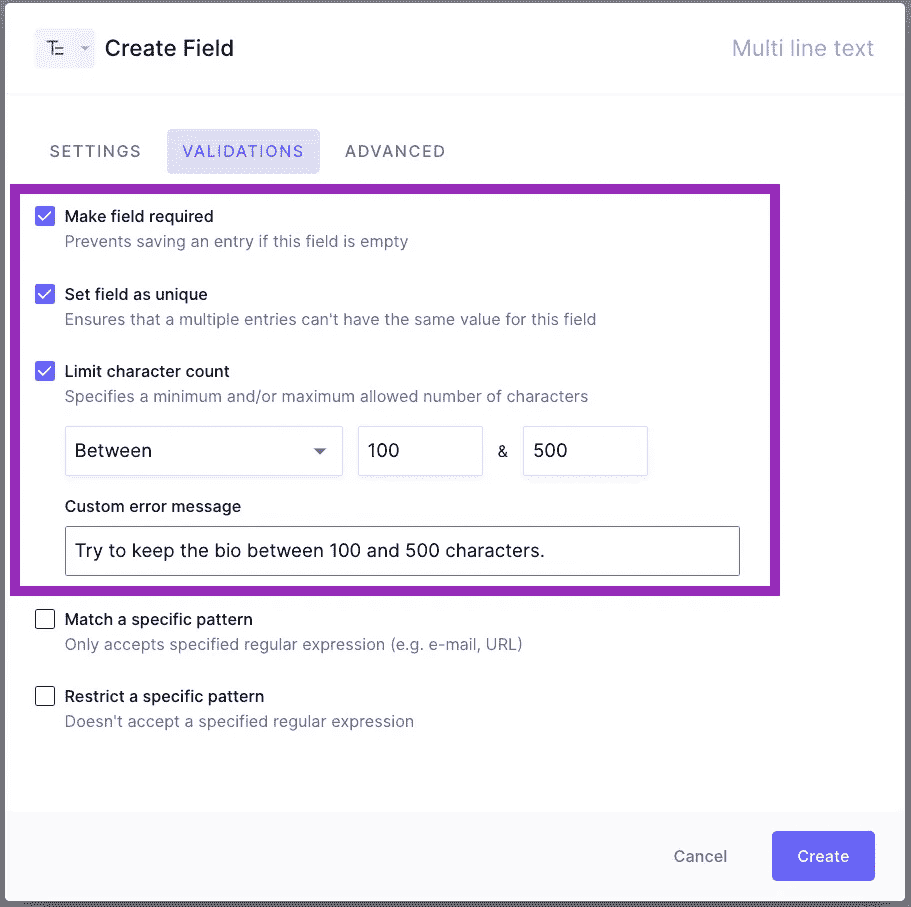 Create Field
Multi line text
SETTINGS VALIDATIONS ADVANCED
Make field required
Prevents saving an entry if this field is empty
Set field as unique
Ensures that a multiple entries can't have the same value for this field
Limit character count
Specifies a minimum and/or maximum allowed number of characters
Between 100 & 500
Custom error message
Try to keep the bio between 100 and 500 characters.
Match a specific pattern
Only accepts specified regular expression (e.g. e-mail, URL)
Restrict a specific pattern
Doesn't accept a specified regular expression
Cancel Create